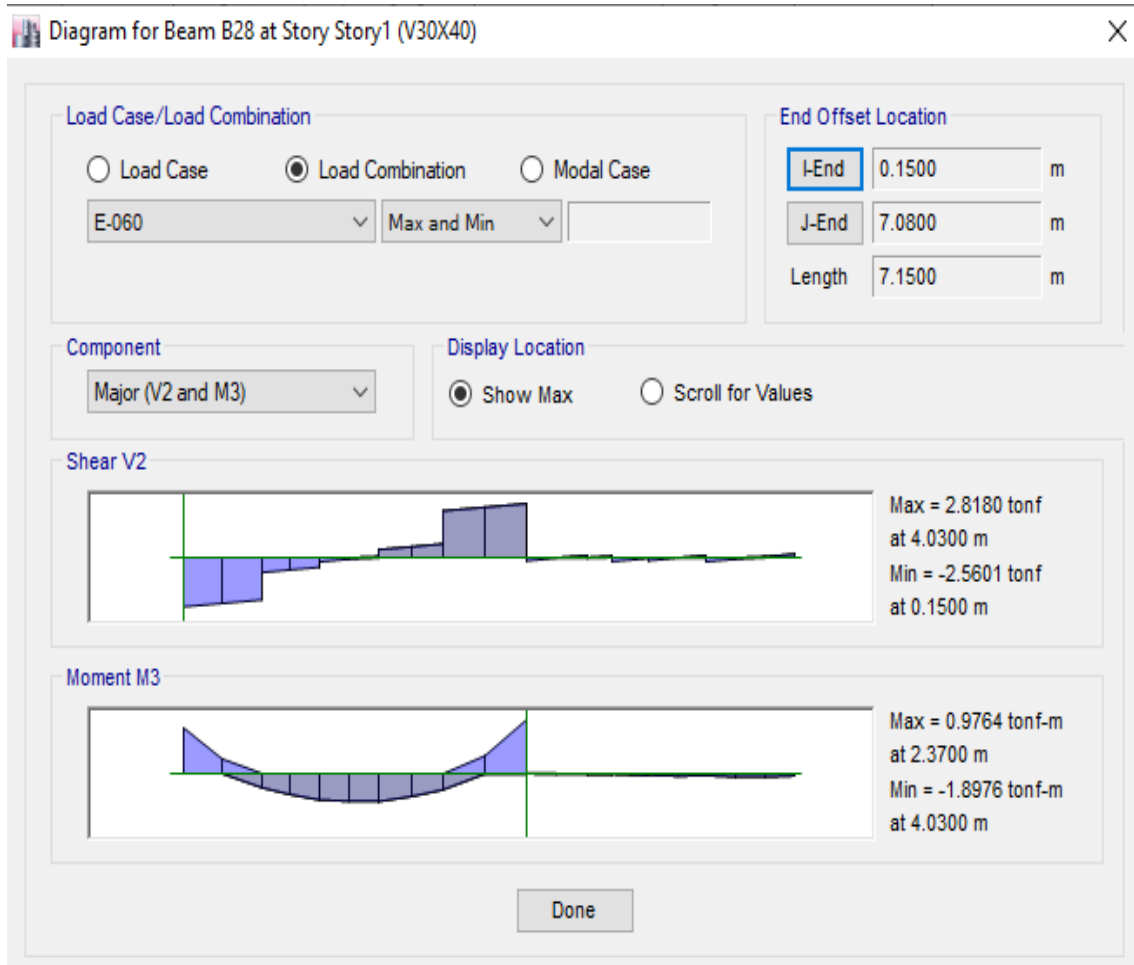 Diagram for Beam B28 at Story Story1 (V30X40)
Load Case/Load Combination
Load Case
Load Combination
Modal Case
E-060
Max and Min
End Offset Location
I-End
0.1500
m
J-End
7.0800
m
Length
7.1500
m
Component
Major (V2 and M3)
Display Location
Show Max
Scroll for Values
Shear V2
Max = 2.8180 tonf
at 4.0300 m
Min = -2.5601 tonf
at 0.1500 m
Moment M3
Max = 0.9764 tonf-m
at 2.3700 m
Min = -1.8976 tonf-m
at 4.0300 m
Done